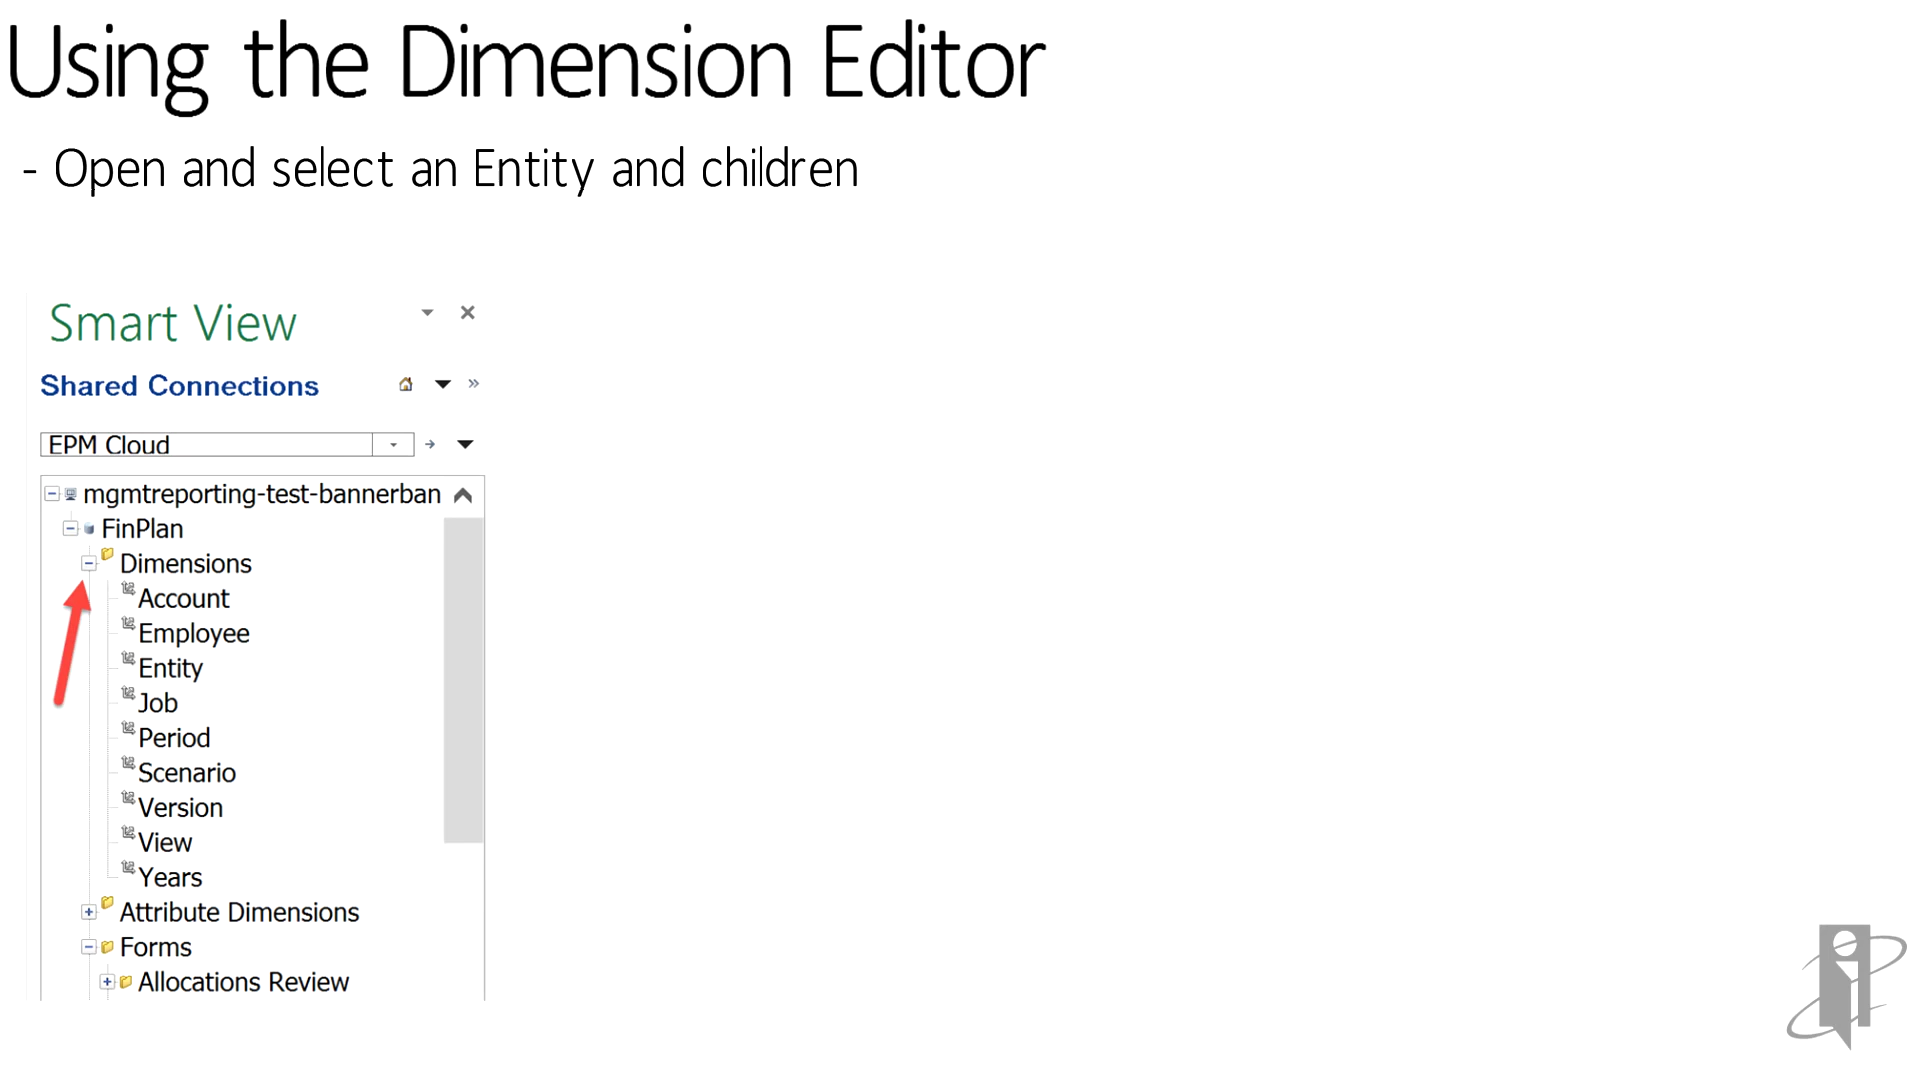 Using the Dimension Editor
- Open and select an Entity and children
Smart View
Shared Connections
EPM Cloud
mgmtreporting-test-bannerban
FinPlan
Dimensions
Account
Employee
Entity
Job
Period
Scenario
Version
View
Years
Attribute Dimensions
Forms
Allocations Review